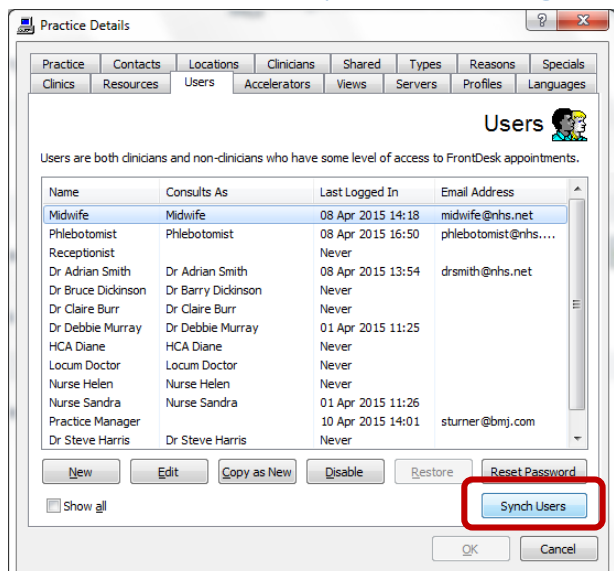 Practice Details
Practice Contacts Locations Clinicians Shared Types Reasons Specials
Clinics Resources Users Accelerators Views Servers Profiles Languages
Users
Users are both clinicians and non-clinicians who have some level of access to FrontDesk appointments.
Name Consults As Last Logged In Email Address
Midwife Midwife 08 Apr 2015 14:18 midwife@nhs.net
Phlebotomist Phlebotomist 08 Apr 2015 16:50 phlebotomist@nhs....
Receptionist Never
Dr Adrian Smith Dr Adrian Smith 08 Apr 2015 13:54 drsmith@nhs.net
Dr Bruce Dickinson Dr Barry Dickinson Never
Dr Claire Burr Dr Claire Burr Never
Dr Debbie Murray Dr Debbie Murray 01 Apr 2015 11:25
HCA Diane HCA Diane Never
Locum Doctor Locum Doctor Never
Nurse Helen Nurse Helen Never
Nurse Sandra Nurse Sandra 01 Apr 2015 11:26
Practice Manager 10 Apr 2015 14:01 sturner@bmj.com
Dr Steve Harris Dr Steve Harris Never
New Edit Copy as New Disable Restore Reset Password
Show all Synch Users
OK Cancel